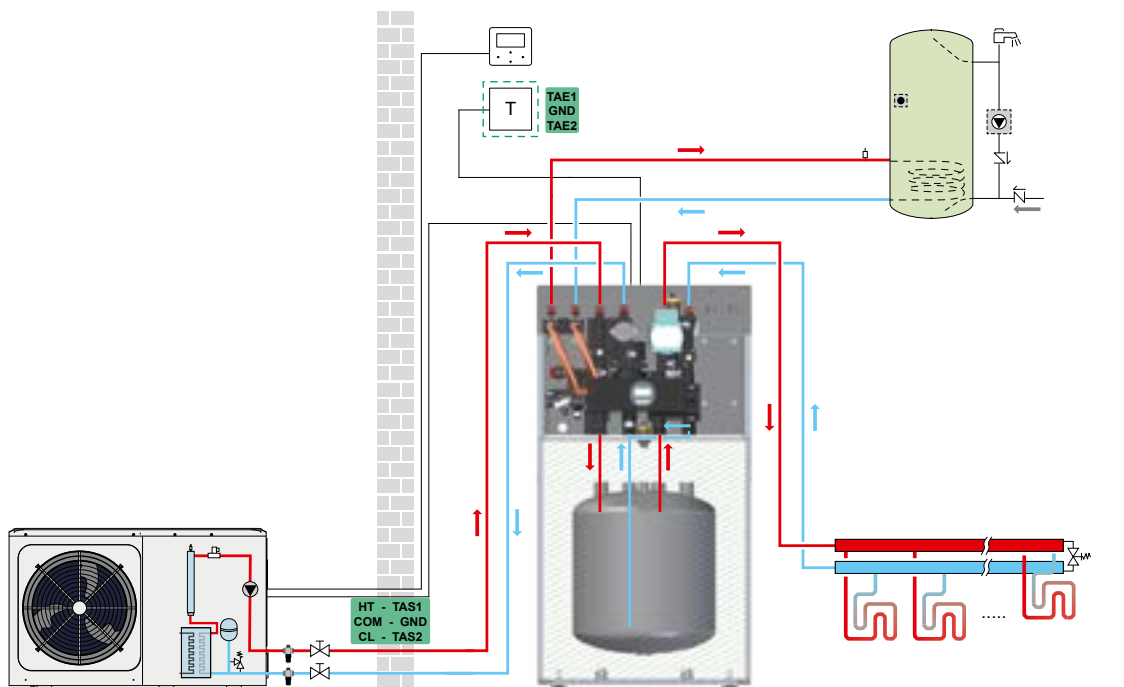 TAE1
T
GND
TAE2
HT - TAS1
COM - GND
CL - TAS2